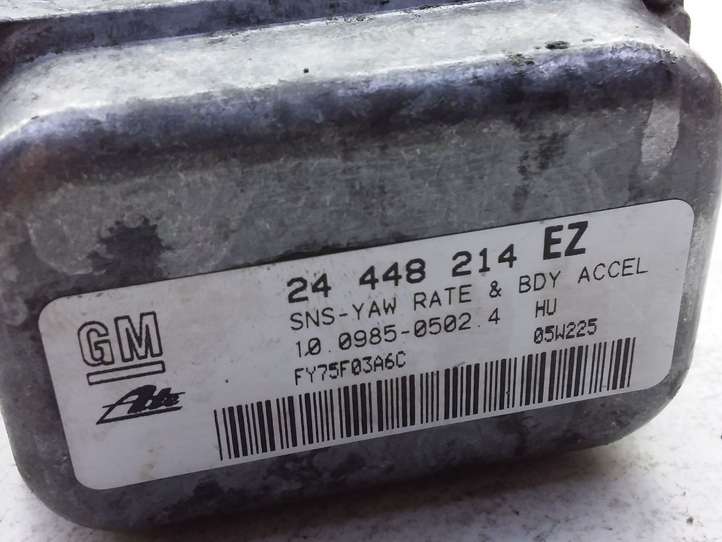 24 448 214 EZ
SNS-YAW RATE & BDY ACCEL
10.0985-0502.4 HU
FY75F03A6C 05W225
GM
Ate